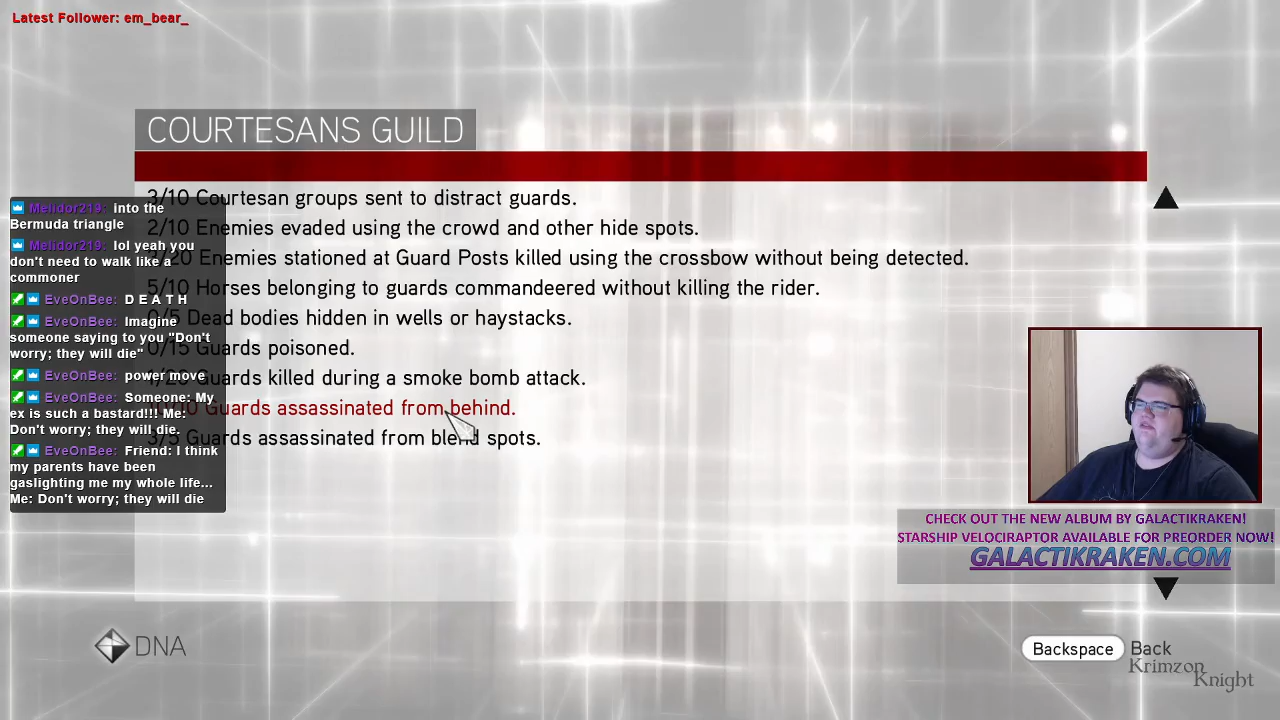 Latest Follower: em_bear_
COURTESANS GUILD
3/10 Courtesan groups sent to distract guards.
2/10 Enemies evaded using the crowd and other hide spots.
/20 Enemies stationed at Guard Posts killed using the crossbow without being detected.
5/10 Horses belonging to guards commandeered without killing the rider.
0/5 Dead bodies hidden in wells or haystacks.
0/15 Guards poisoned.
Guards killed during a smoke bomb attack.
Guards assassinated from behind.
3/5 Guards assassinated from blend spots.
Melidor219: into the
Bermuda triangle
Melidor219: lol yeah you
don't need to walk like a
commoner
EveOnBee: D E A T H
EveOnBee: Imagine
someone saying to you "Don't
worry; they will die"
EveOnBee: power move
EveOnBee: Someone: My
ex is such a bastard!!! Me:
Don't worry; they will die.
EveOnBee: Friend: I think
my parents have been
gaslighting me my whole life...
Me: Don't worry; they will die
CHECK OUT THE NEW ALBUM BY GALACTIKRAKEN!
STARSHIP VELOCIRAPTOR AVAILABLE FOR PREORDER NOW!
GALACTIKRAKEN.COM
DNA
Backspace Back
Krimzon
Knight